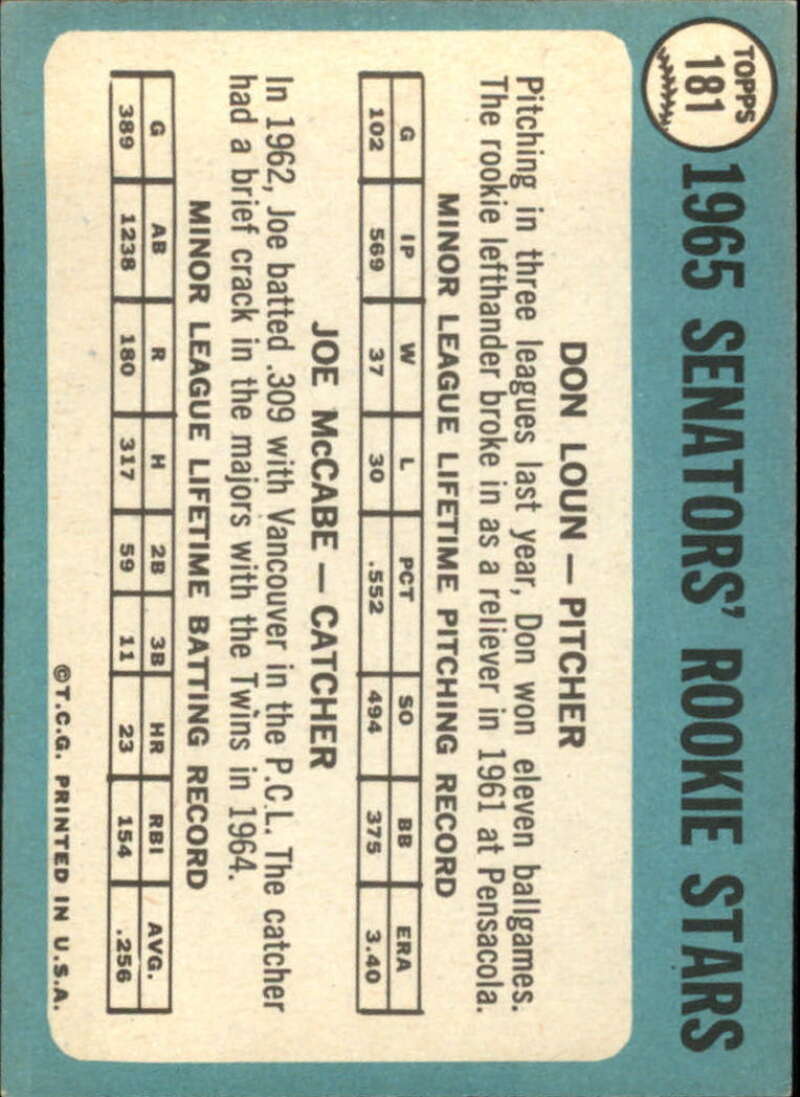 TOPPS
181
1965 SENATORS' ROOKIE STARS
DON LOUN — PITCHER
Pitching in three leagues last year, Don won eleven ballgames.
The rookie lefthander broke in as a reliever in 1961 at Pensacola.
MINOR LEAGUE LIFETIME PITCHING RECORD
G IP W L PCT SO BB ERA
102 569 37 30 .552 494 375 3.40
JOE McCABE — CATCHER
In 1962, Joe batted .309 with Vancouver in the P.C.L. The catcher
had a brief crack in the majors with the Twins in 1964.
MINOR LEAGUE LIFETIME BATTING RECORD
G AB R H 2B 3B HR RBI AVG.
389 1238 180 317 59 11 23 154 .256
©T.C.G. PRINTED IN U.S.A.